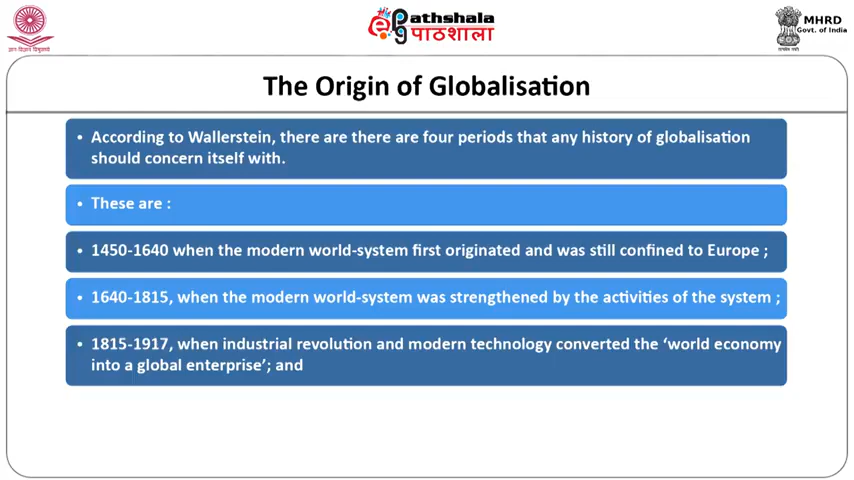 ज्ञान-विज्ञान विमुक्तये
ePathshala
पाठशाला
MHRD
Govt. of India
सत्यमेव जयते
The Origin of Globalisation
• According to Wallerstein, there are there are four periods that any history of globalisation
should concern itself with.
• These are :
• 1450-1640 when the modern world-system first originated and was still confined to Europe ;
• 1640-1815, when the modern world-system was strengthened by the activities of the system ;
• 1815-1917, when industrial revolution and modern technology converted the ‘world economy
into a global enterprise’; and